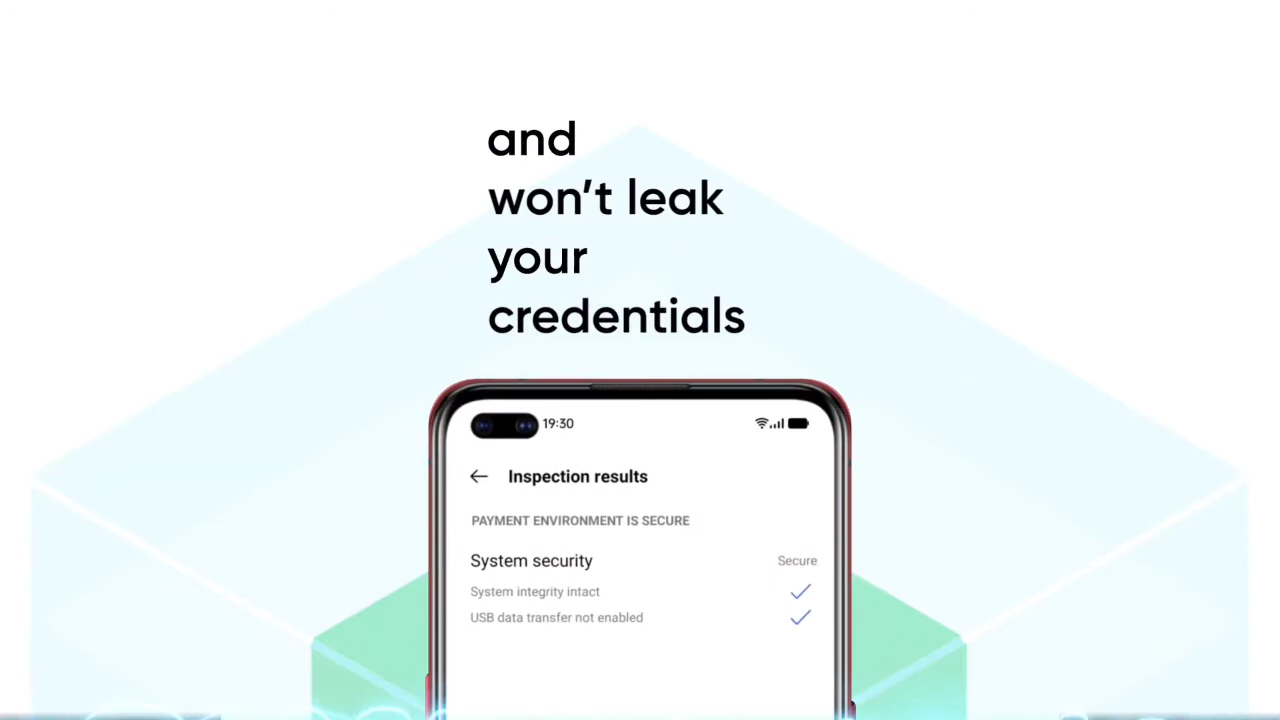 and
won’t leak
your
credentials
19:30
Inspection results
PAYMENT ENVIRONMENT IS SECURE
System security Secure
System integrity intact
USB data transfer not enabled